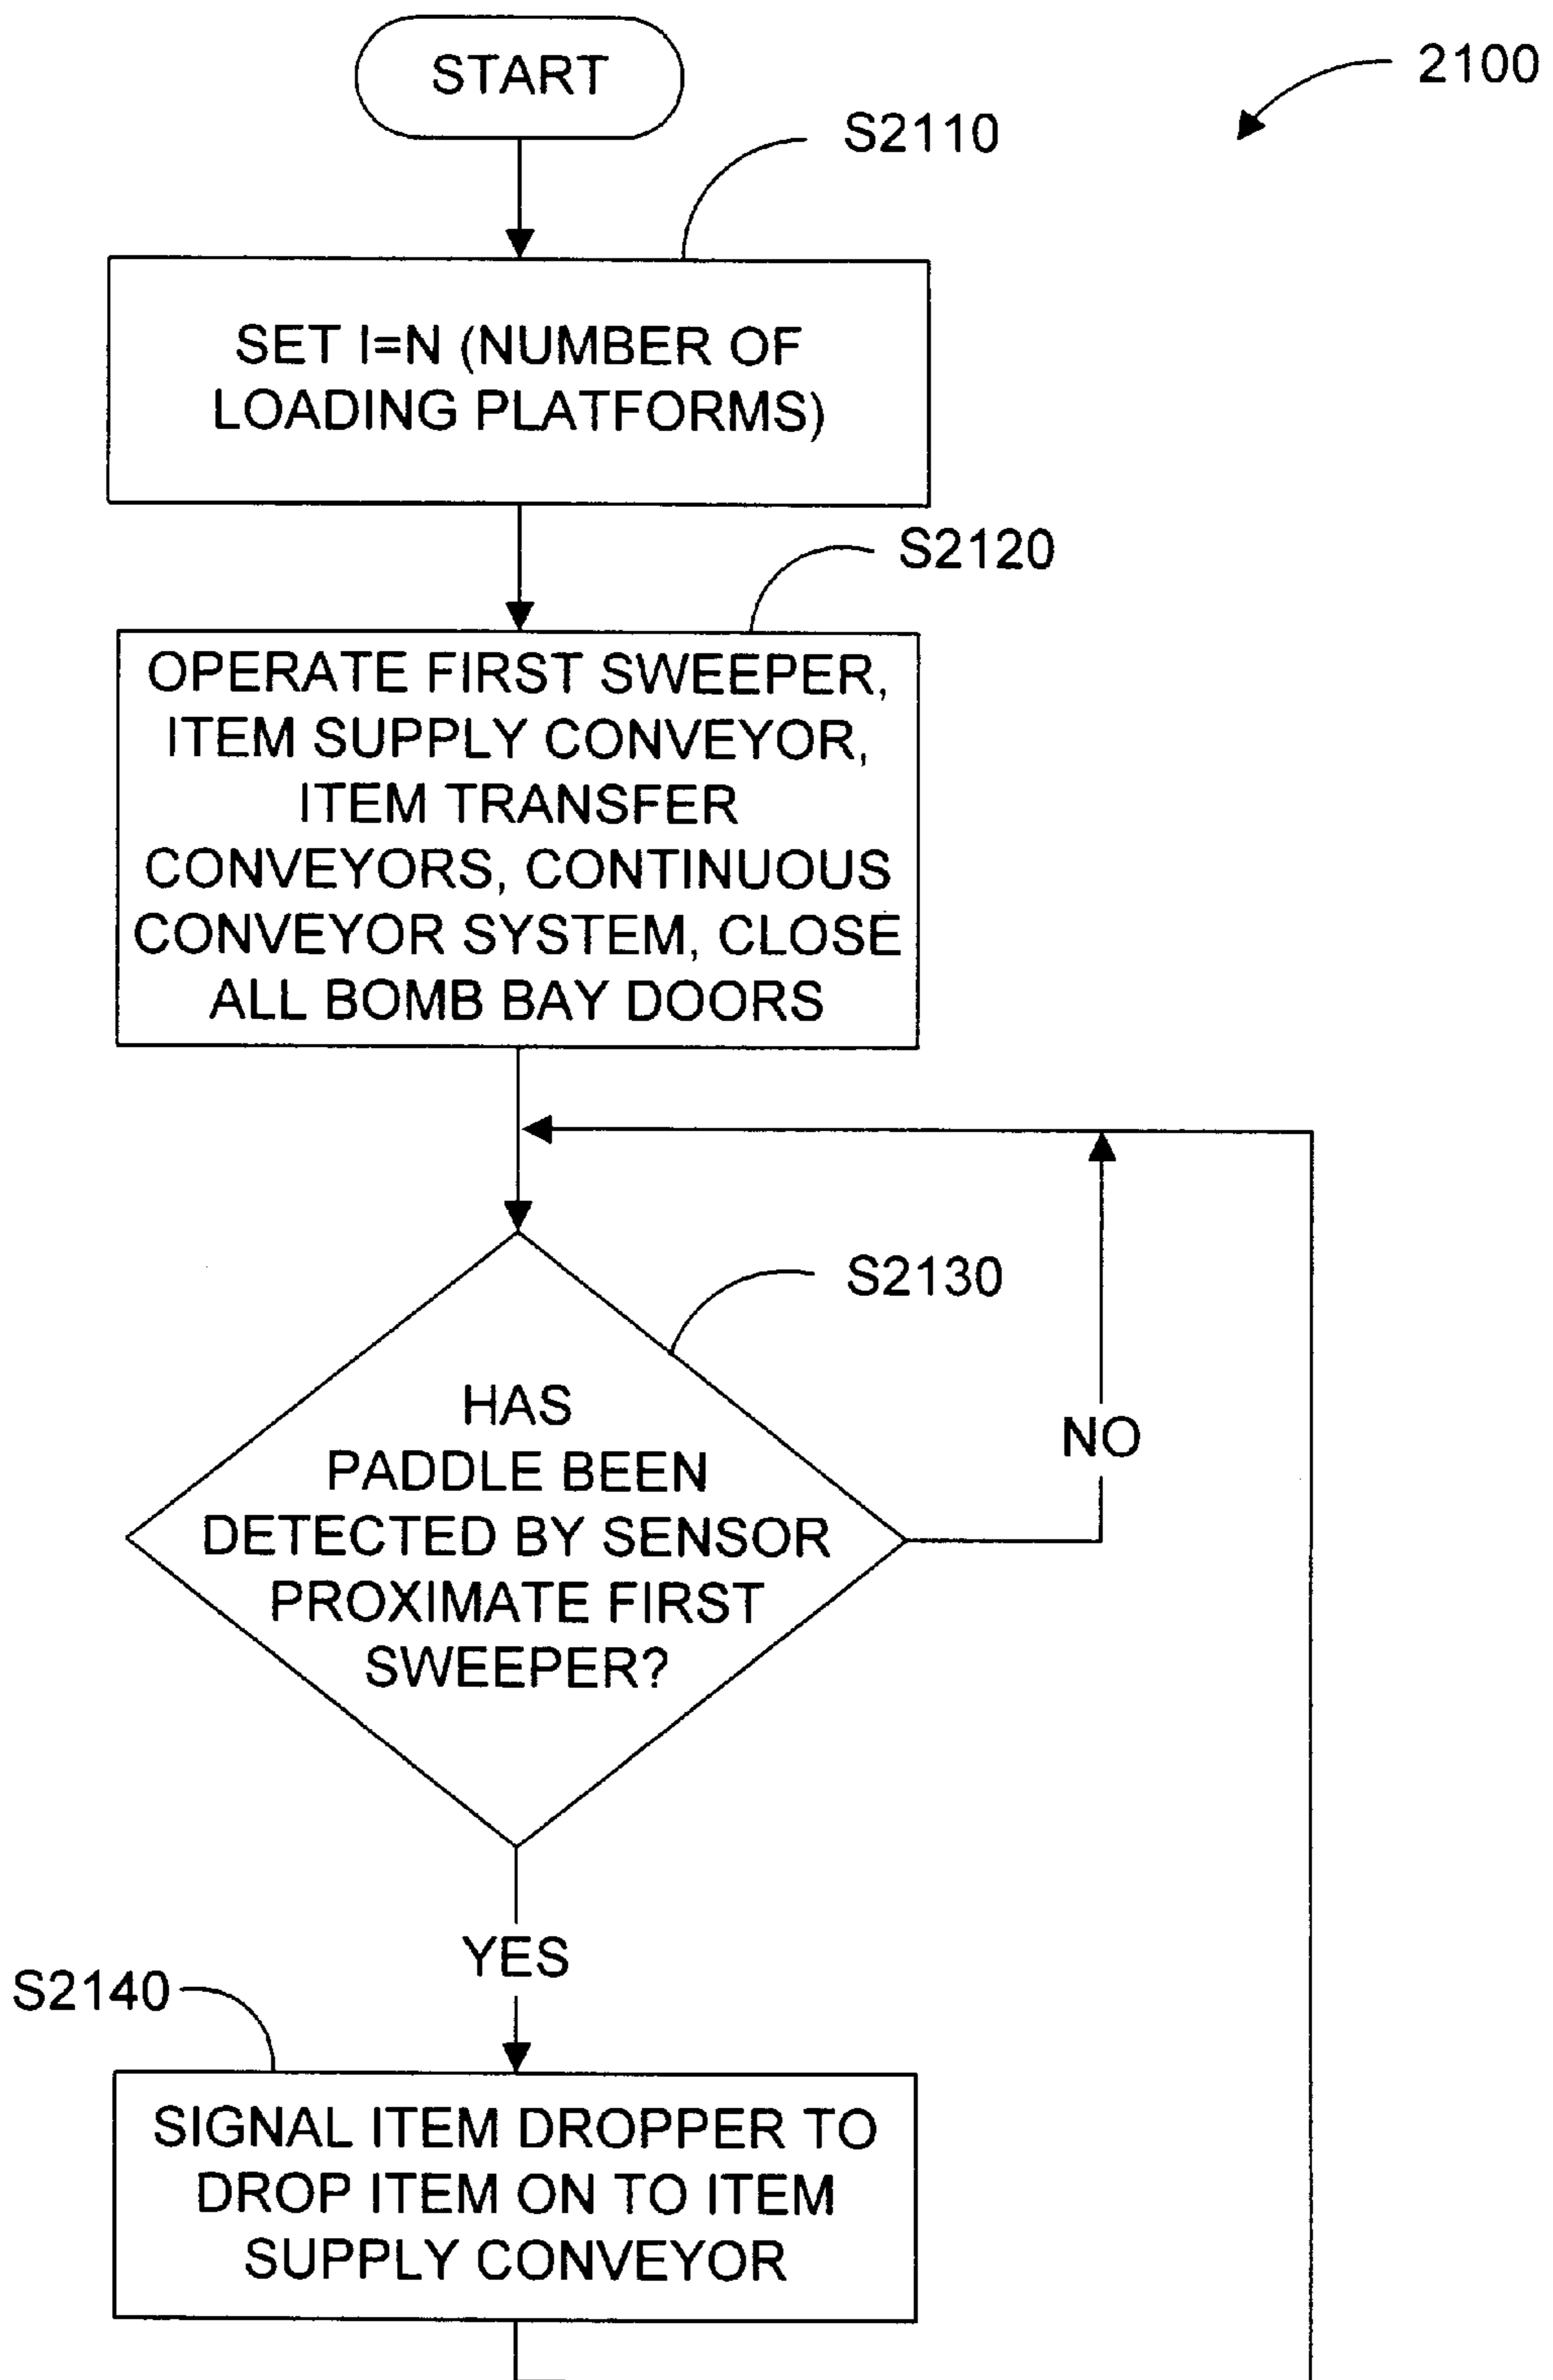 START
2100
S2110
SET I=N (NUMBER OF
LOADING PLATFORMS)
S2120
OPERATE FIRST SWEEPER,
ITEM SUPPLY CONVEYOR,
ITEM TRANSFER
CONVEYORS, CONTINUOUS
CONVEYOR SYSTEM, CLOSE
ALL BOMB BAY DOORS
S2130
HAS
PADDLE BEEN
DETECTED BY SENSOR
PROXIMATE FIRST
SWEEPER?
NO
YES
S2140
SIGNAL ITEM DROPPER TO
DROP ITEM ON TO ITEM
SUPPLY CONVEYOR